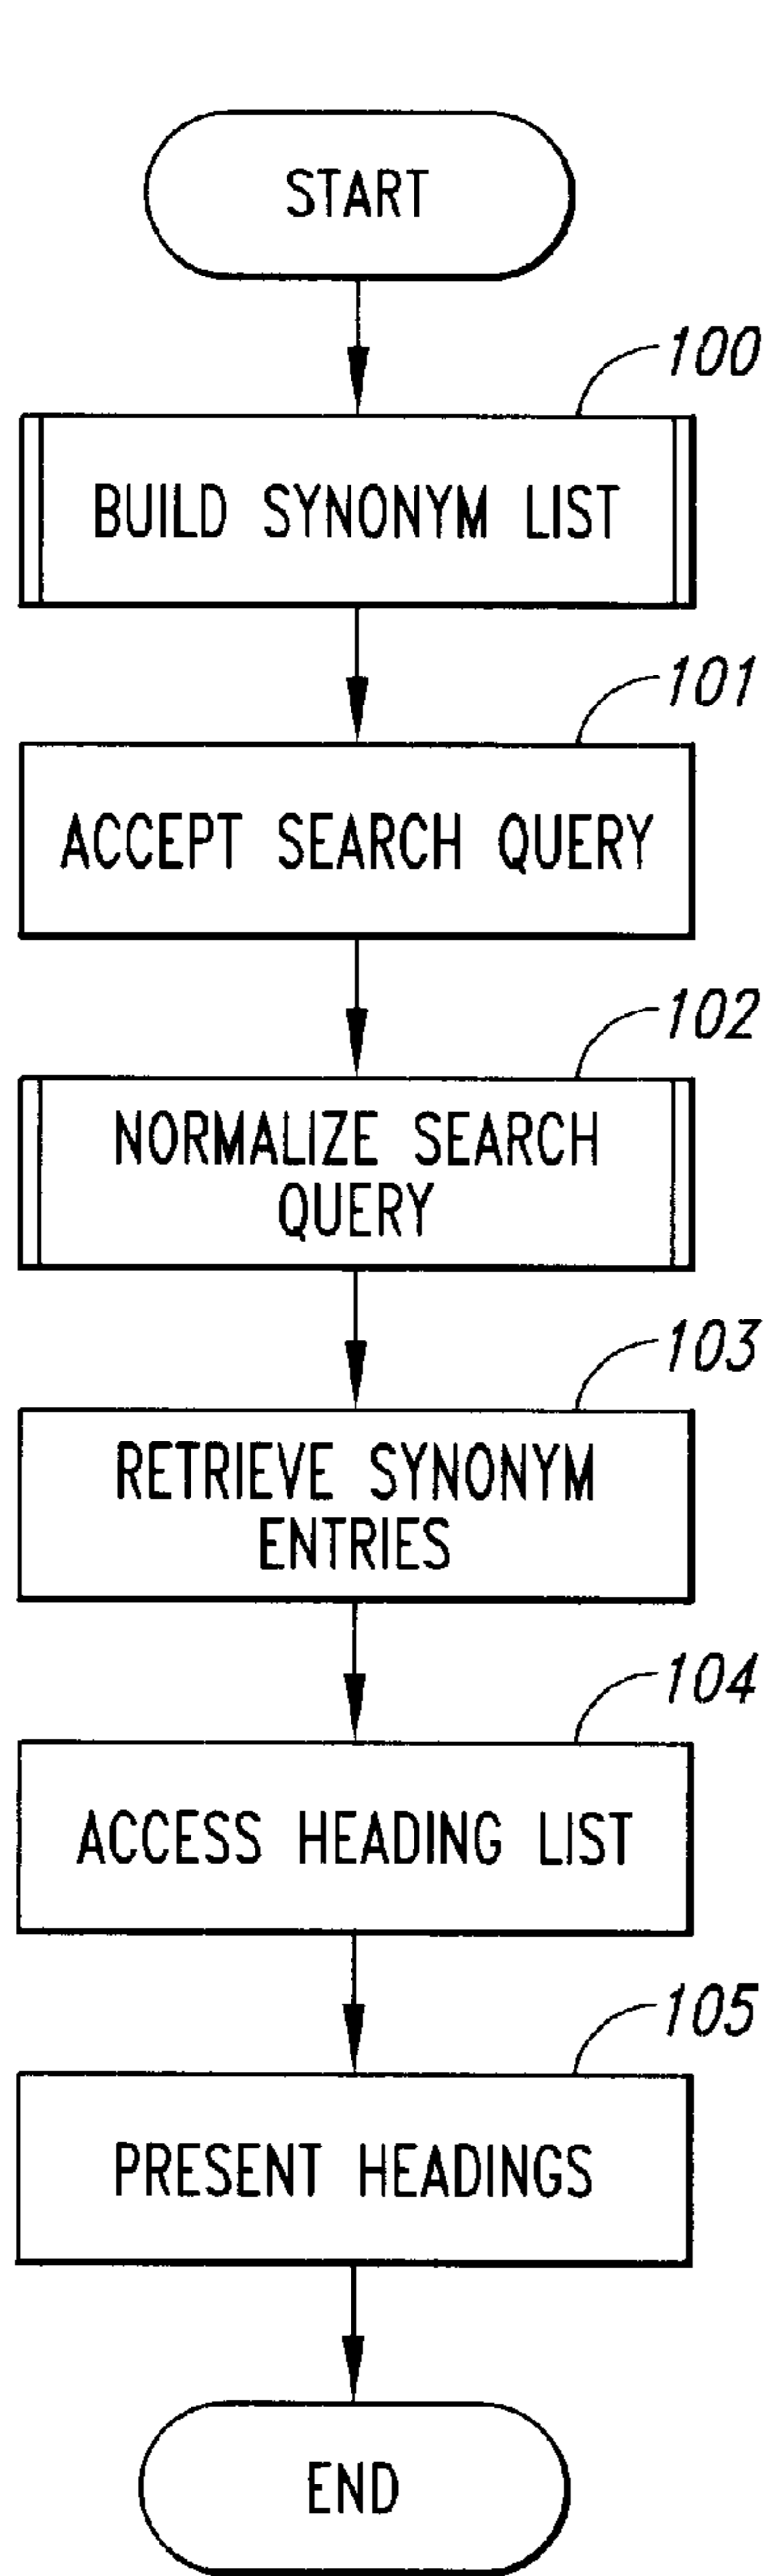 START
100
BUILD SYNONYM LIST
101
ACCEPT SEARCH QUERY
102
NORMALIZE SEARCH
QUERY
103
RETRIEVE SYNONYM
ENTRIES
104
ACCESS HEADING LIST
105
PRESENT HEADINGS
END